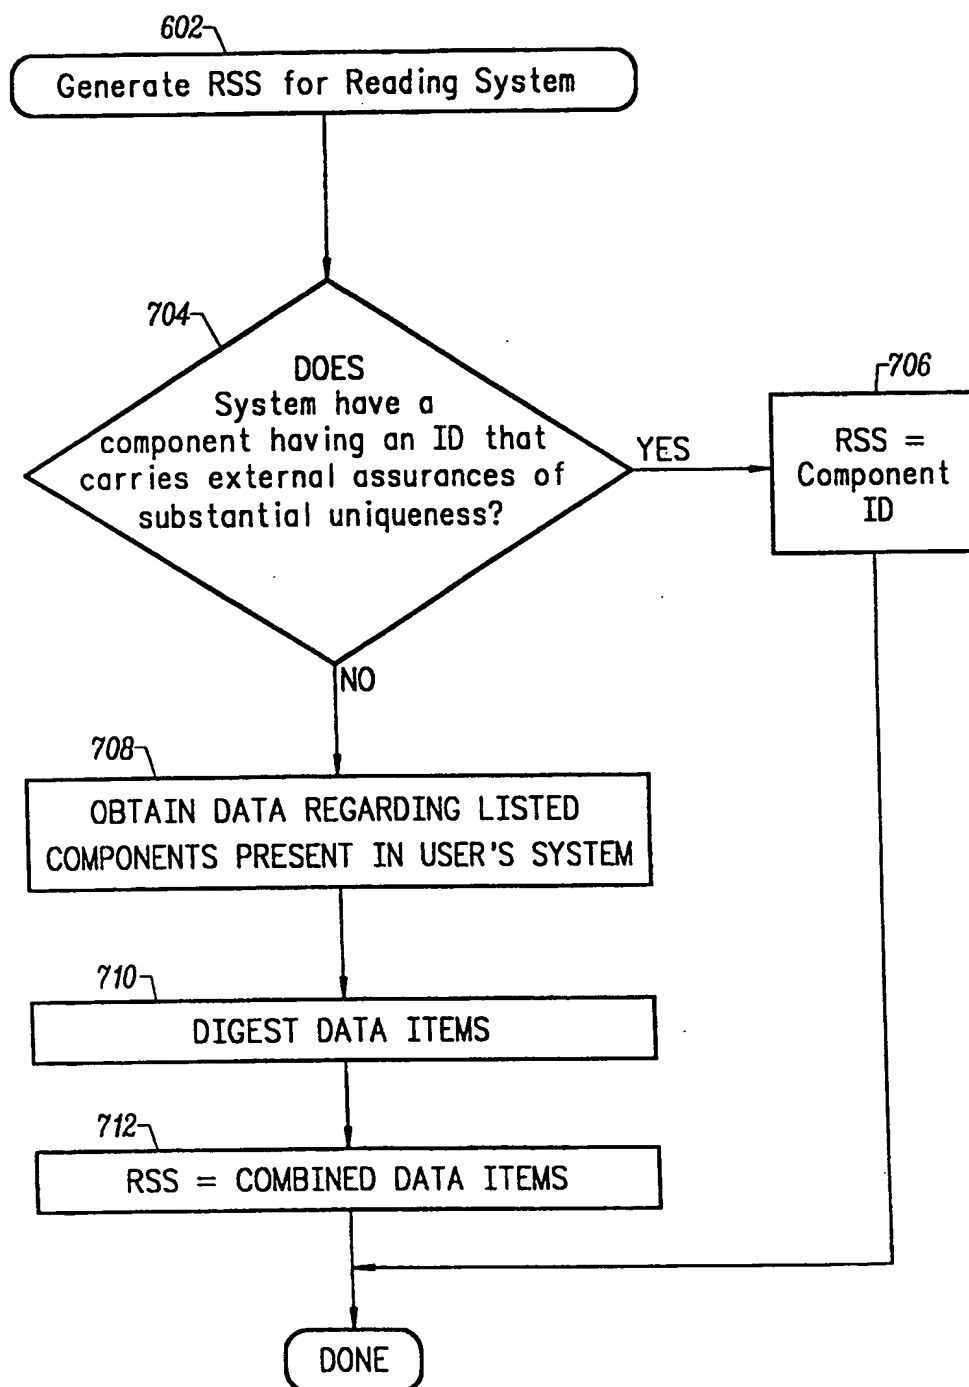 602
Generate RSS for Reading System
704
DOES
System have a
component having an ID that
carries external assurances of
substantial uniqueness?
YES
706
RSS =
Component
ID
NO
708
OBTAIN DATA REGARDING LISTED
COMPONENTS PRESENT IN USER'S SYSTEM
710
DIGEST DATA ITEMS
712
RSS = COMBINED DATA ITEMS
DONE